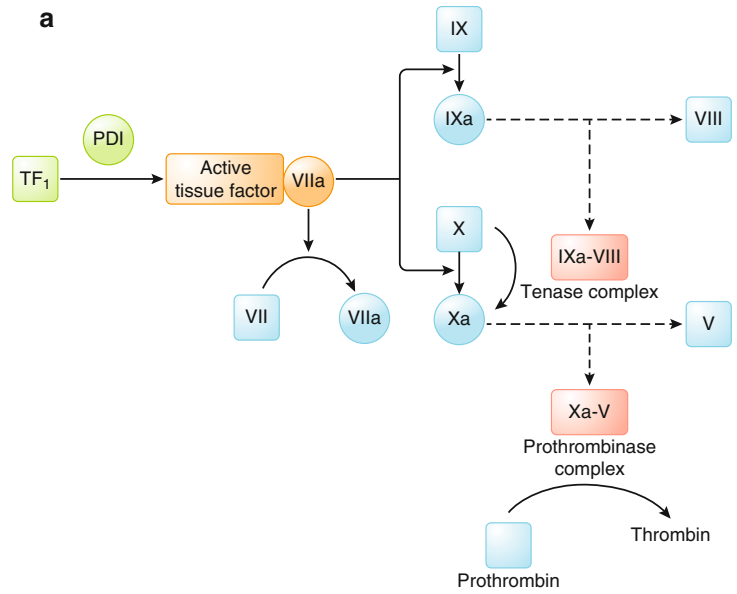 a
IX
PDI
IXa
VIII
TF1
Active
tissue factor
VIIa
X
IXa-VIII
Tenase complex
VII
VIIa
Xa
V
Xa-V
Prothrombinase
complex
Thrombin
Prothrombin